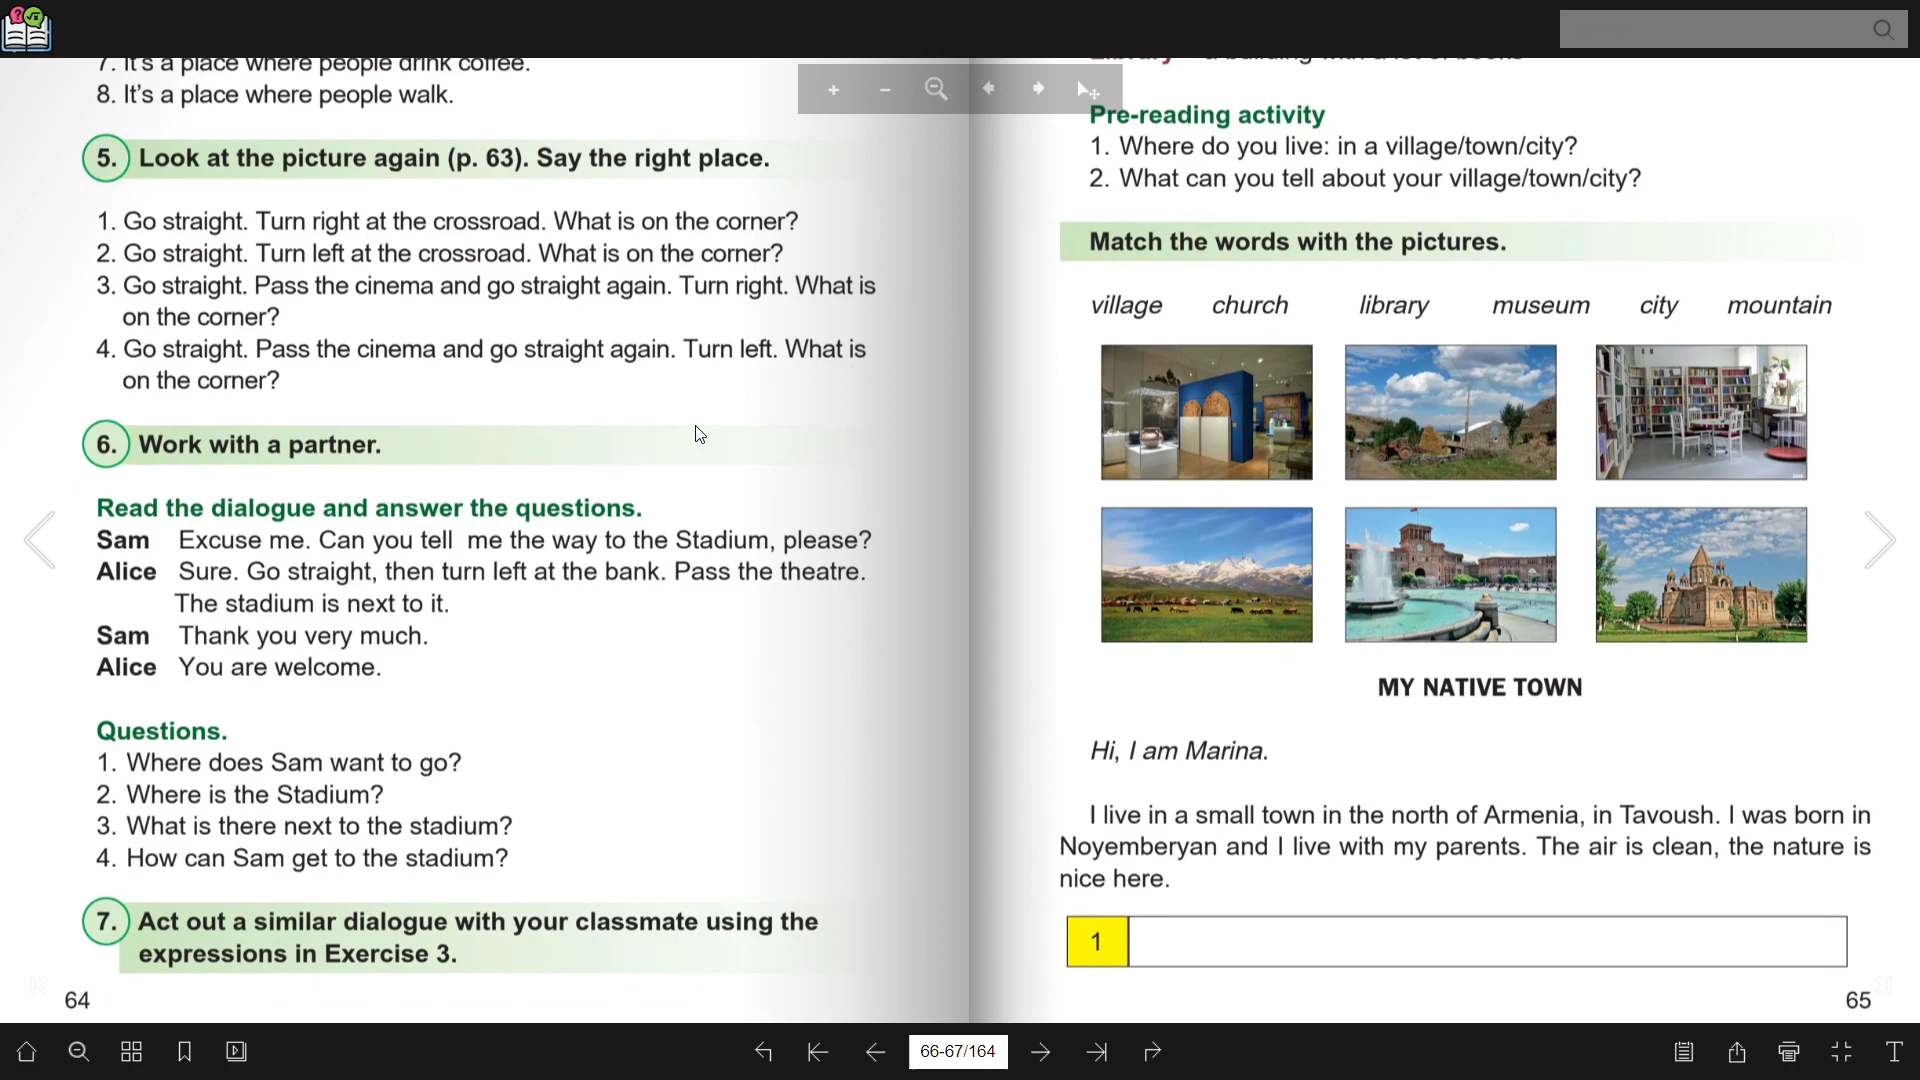 7. It's a place where people drink coffee.
8. It's a place where people walk.
5. Look at the picture again (p. 63). Say the right place.
1. Go straight. Turn right at the crossroad. What is on the corner?
2. Go straight. Turn left at the crossroad. What is on the corner?
3. Go straight. Pass the cinema and go straight again. Turn right. What is
on the corner?
4. Go straight. Pass the cinema and go straight again. Turn left. What is
on the corner?
6. Work with a partner.
Read the dialogue and answer the questions.
Sam Excuse me. Can you tell me the way to the Stadium, please?
Alice Sure. Go straight, then turn left at the bank. Pass the theatre.
The stadium is next to it.
Sam Thank you very much.
Alice You are welcome.
Questions.
1. Where does Sam want to go?
2. Where is the Stadium?
3. What is there next to the stadium?
4. How can Sam get to the stadium?
7. Act out a similar dialogue with your classmate using the
expressions in Exercise 3.
64
Library – a building with a lot of books
Pre-reading activity
1. Where do you live: in a village/town/city?
2. What can you tell about your village/town/city?
Match the words with the pictures.
village church library museum city mountain
MY NATIVE TOWN
Hi, I am Marina.
I live in a small town in the north of Armenia, in Tavoush. I was born in
Noyemberyan and I live with my parents. The air is clean, the nature is
nice here.
1
65
66-67/164